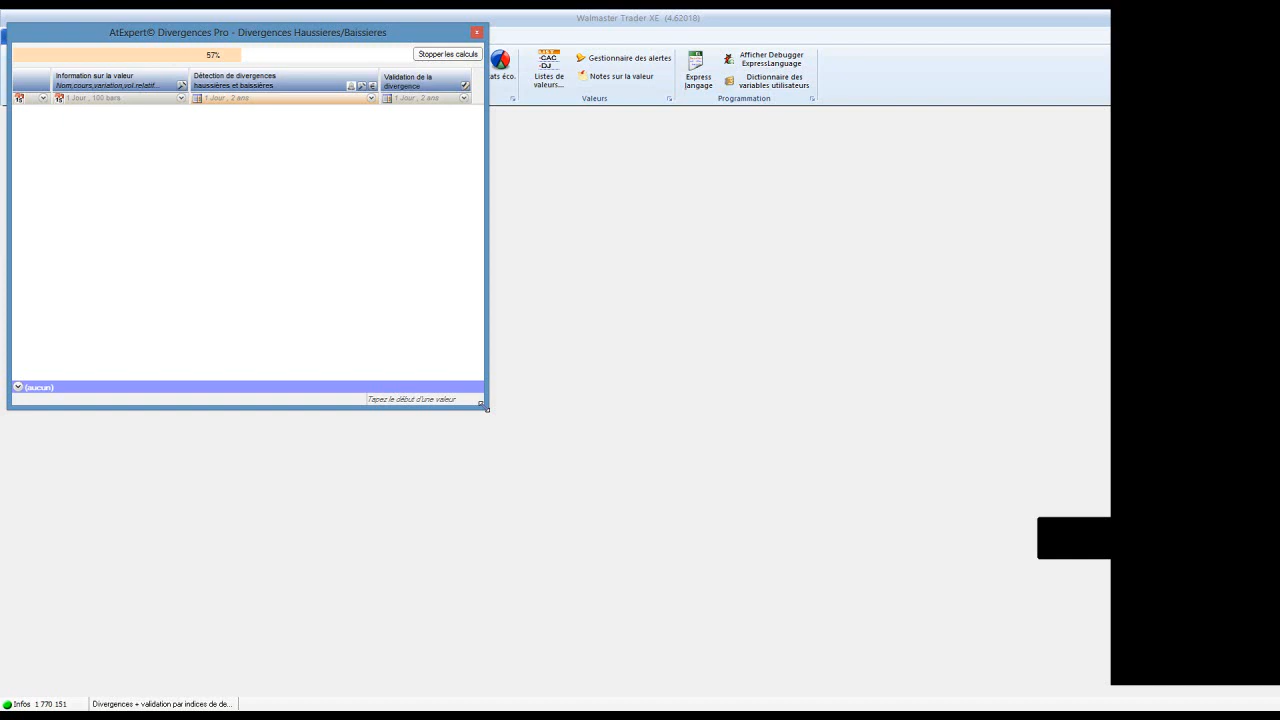 Walmaster Trader XE (4.62018)
AtExpert© Divergences Pro - Divergences Haussieres/Baissieres
57%
Stopper les calculs
Information sur la valeur
Nom,cours,variation,vol.relatif...
Détection de divergences
haussières et baissières
Validation de la
divergence
1 Jour , 100 bars
1 Jour , 2 ans
1 Jour , 2 ans
ats éco.
CAC
-DJ
Listes de
valeurs...
Gestionnaire des alertes
Notes sur la valeur
Valeurs
Express
langage
Afficher Debugger
ExpressLanguage
Dictionnaire des
variables utilisateurs
Programmation
(aucun)
Tapez le début d'une valeur
Infos 1 770 151
Divergences + validation par indices de de...